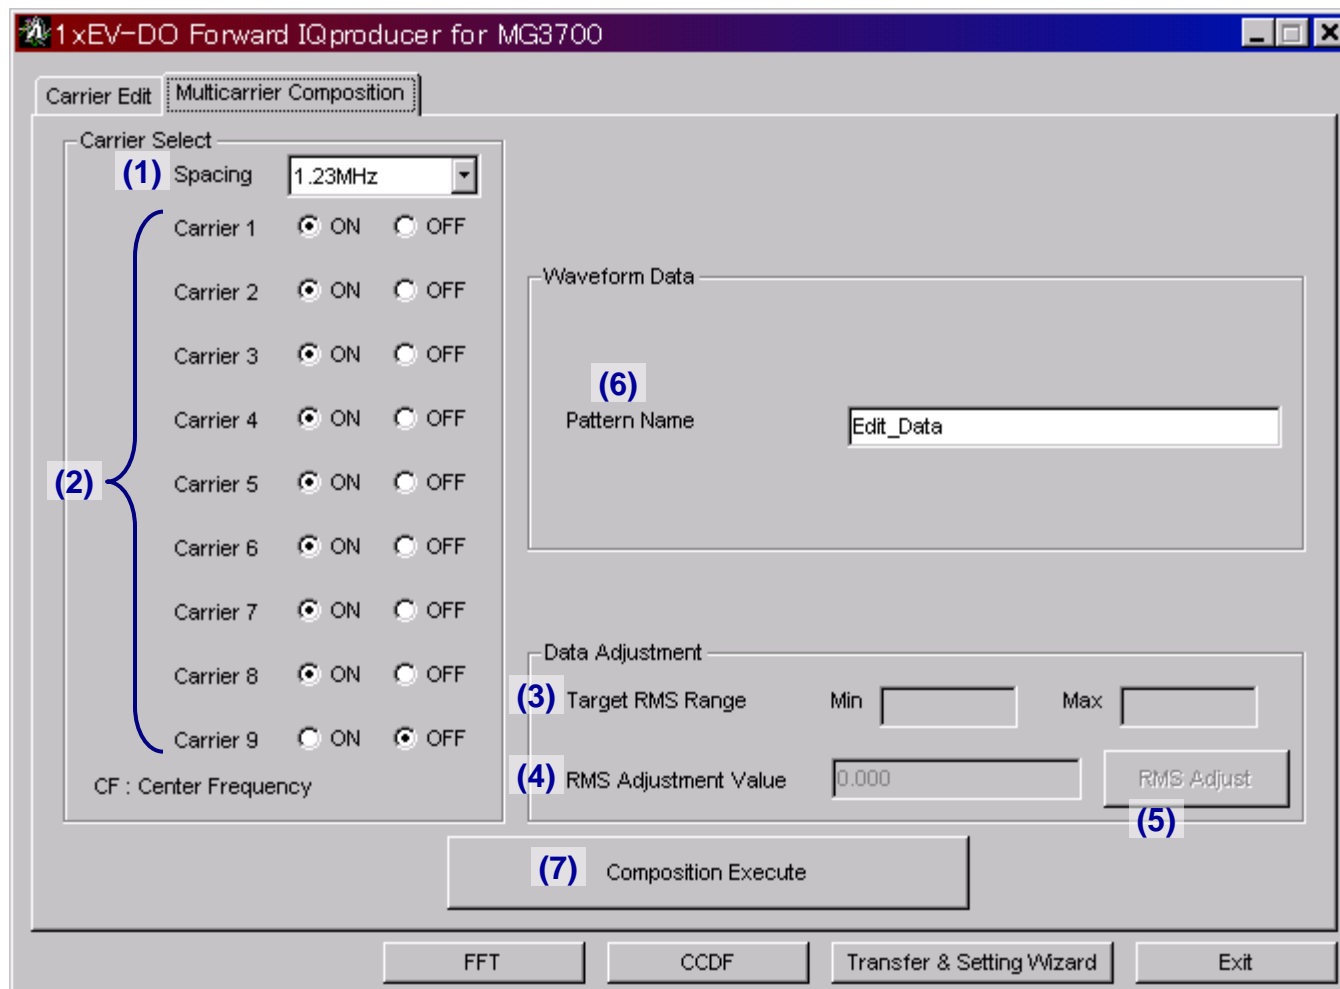 1xEV-DO Forward IQproducer for MG3700
Carrier Edit
Multicarrier Composition
Carrier Select
(1) Spacing 1.23MHz
Carrier 1 ON OFF
Carrier 2 ON OFF
Carrier 3 ON OFF
Carrier 4 ON OFF
(2) Carrier 5 ON OFF
Carrier 6 ON OFF
Carrier 7 ON OFF
Carrier 8 ON OFF
Carrier 9 ON OFF
CF : Center Frequency
Waveform Data
(6)
Pattern Name Edit_Data
Data Adjustment
(3) Target RMS Range Min Max
(4) RMS Adjustment Value 0.000 RMS Adjust
(5)
(7) Composition Execute
FFT CCDF Transfer & Setting Wizard Exit